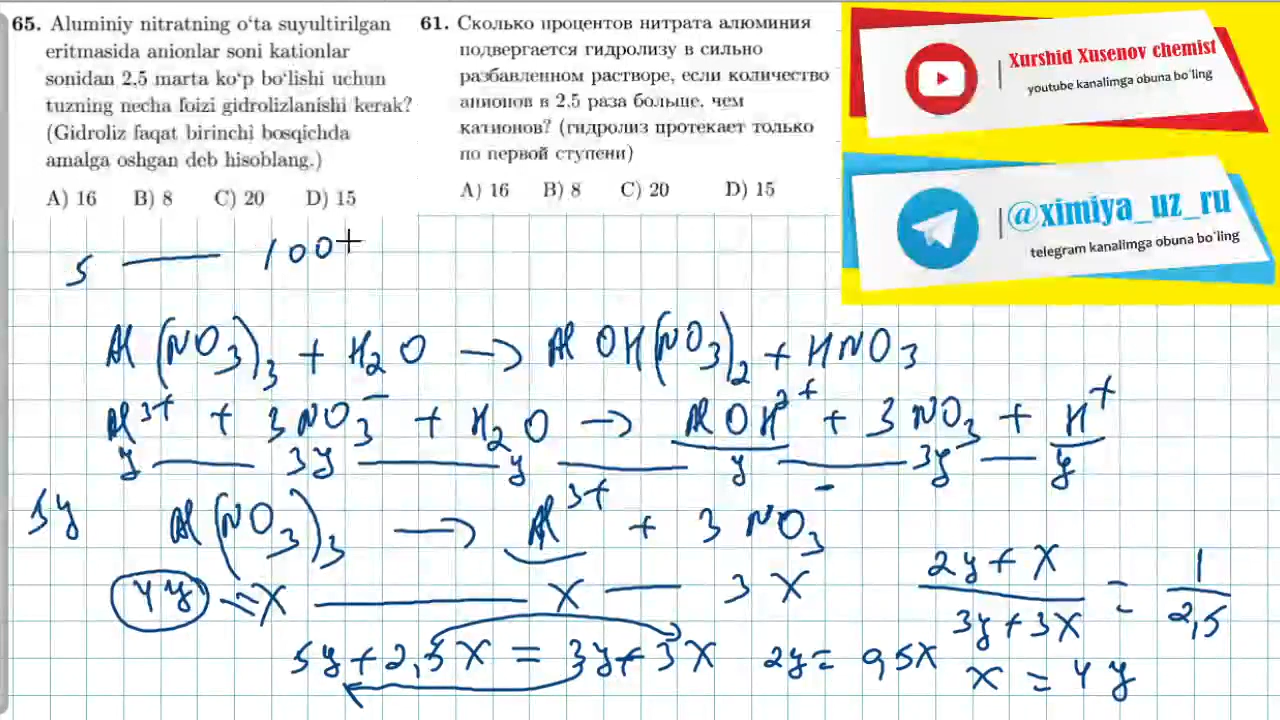 65. Aluminiy nitratning o‘ta suyultirilgan
eritmasida anionlar soni kationlar
sonidan 2,5 marta ko‘p bo‘lishi uchun
tuzning necha foizi gidrolizlanishi kerak?
(Gidroliz faqat birinchi bosqichda
amalga oshgan deb hisoblang.)
A) 16 B) 8 C) 20 D) 15
61. Сколько процентов нитрата алюминия
подвергается гидролизу в сильно
разбавленном растворе, если количество
анионов в 2.5 раза больше, чем
катионов? (гидролиз протекает только
по первой ступени)
A) 16 B) 8 C) 20 D) 15
Xurshid Xusenov chemist
youtube kanalimga obuna bo`ling
@ximiya_uz_ru
telegram kanalimga obuna bo`ling
5 — 100
Al(NO3)3 + H2O → AlOH(NO3)2 + HNO3
Al3+ + 3NO3- + H2O → AlOH2+ + 3NO3- + H+
y — 3y — y — y — 3y — y
5y Al(NO3)3 → Al3+ + 3NO3-
4y = x — x — 3x
2y + x / 3y + 3x = 1 / 2,5
5y + 2,5x = 3y + 3x 2y = 0,5x x = 4y